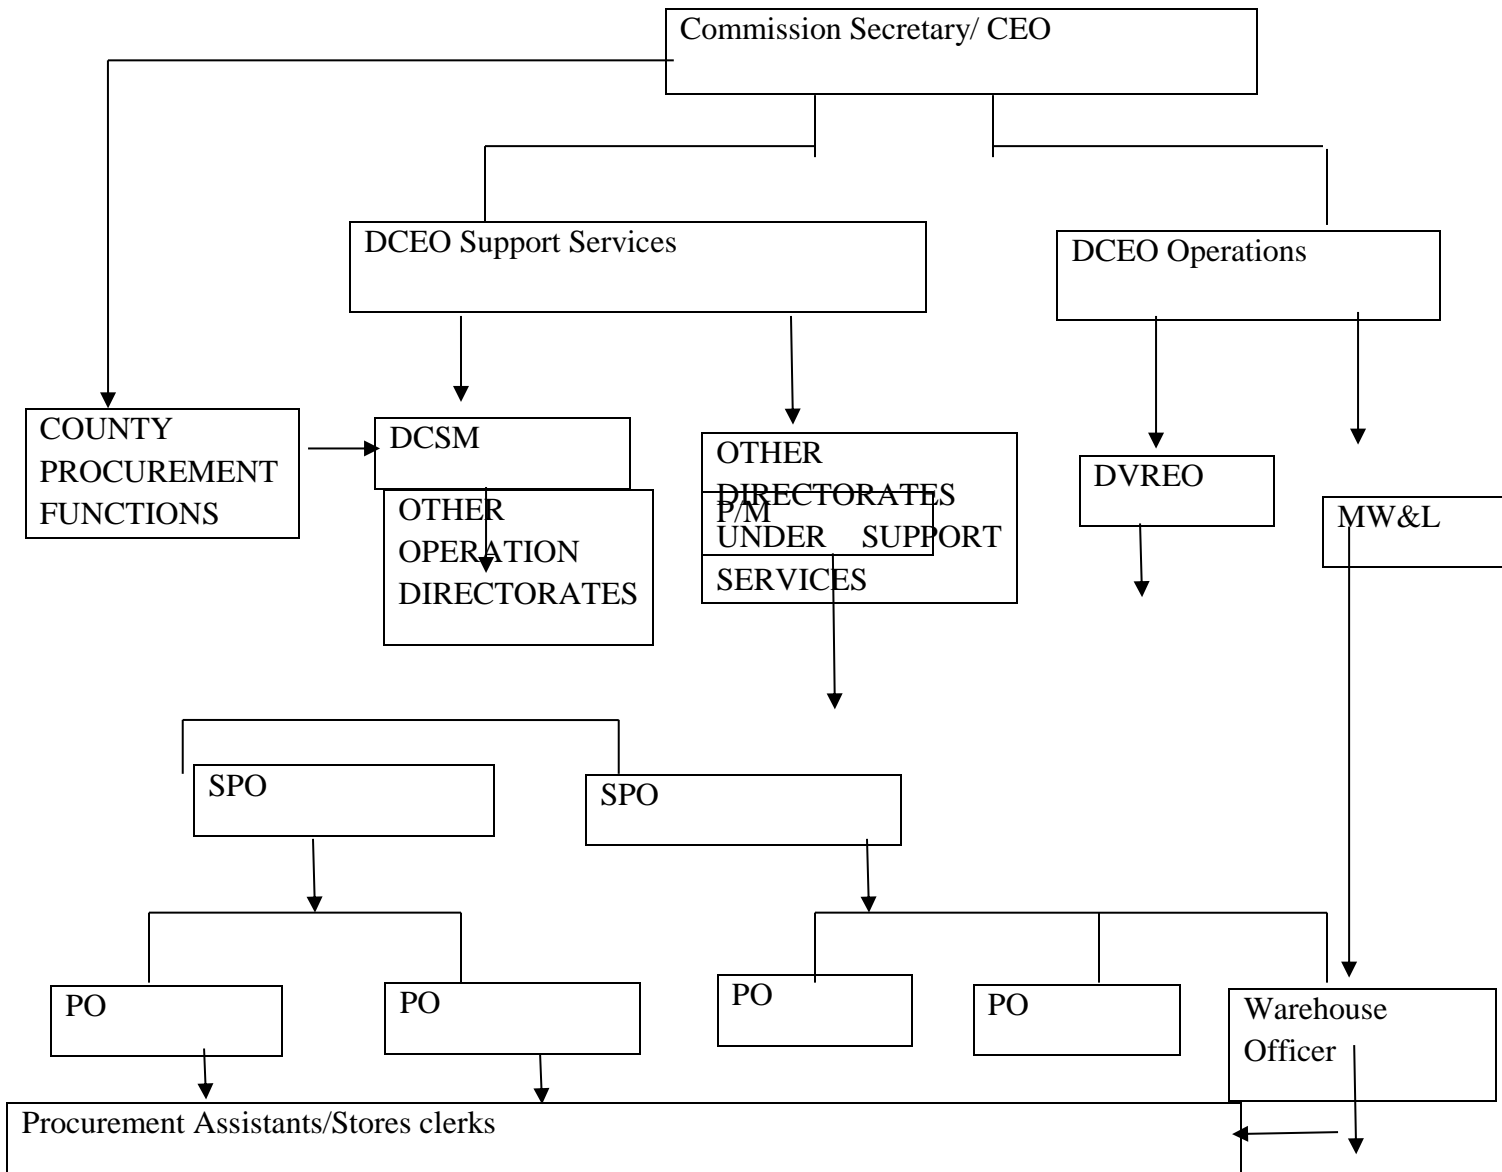 Commission Secretary/ CEO
DCEO Support Services
DCEO Operations
COUNTY
PROCUREMENT
FUNCTIONS
DCSM
OTHER
OPERATION
DIRECTORATES
OTHER
DIRECTORATES
UNDER SUPPORT
SERVICES
P/M
DVREO
MW&L
SPO
SPO
PO
PO
PO
PO
Warehouse
Officer
Procurement Assistants/Stores clerks